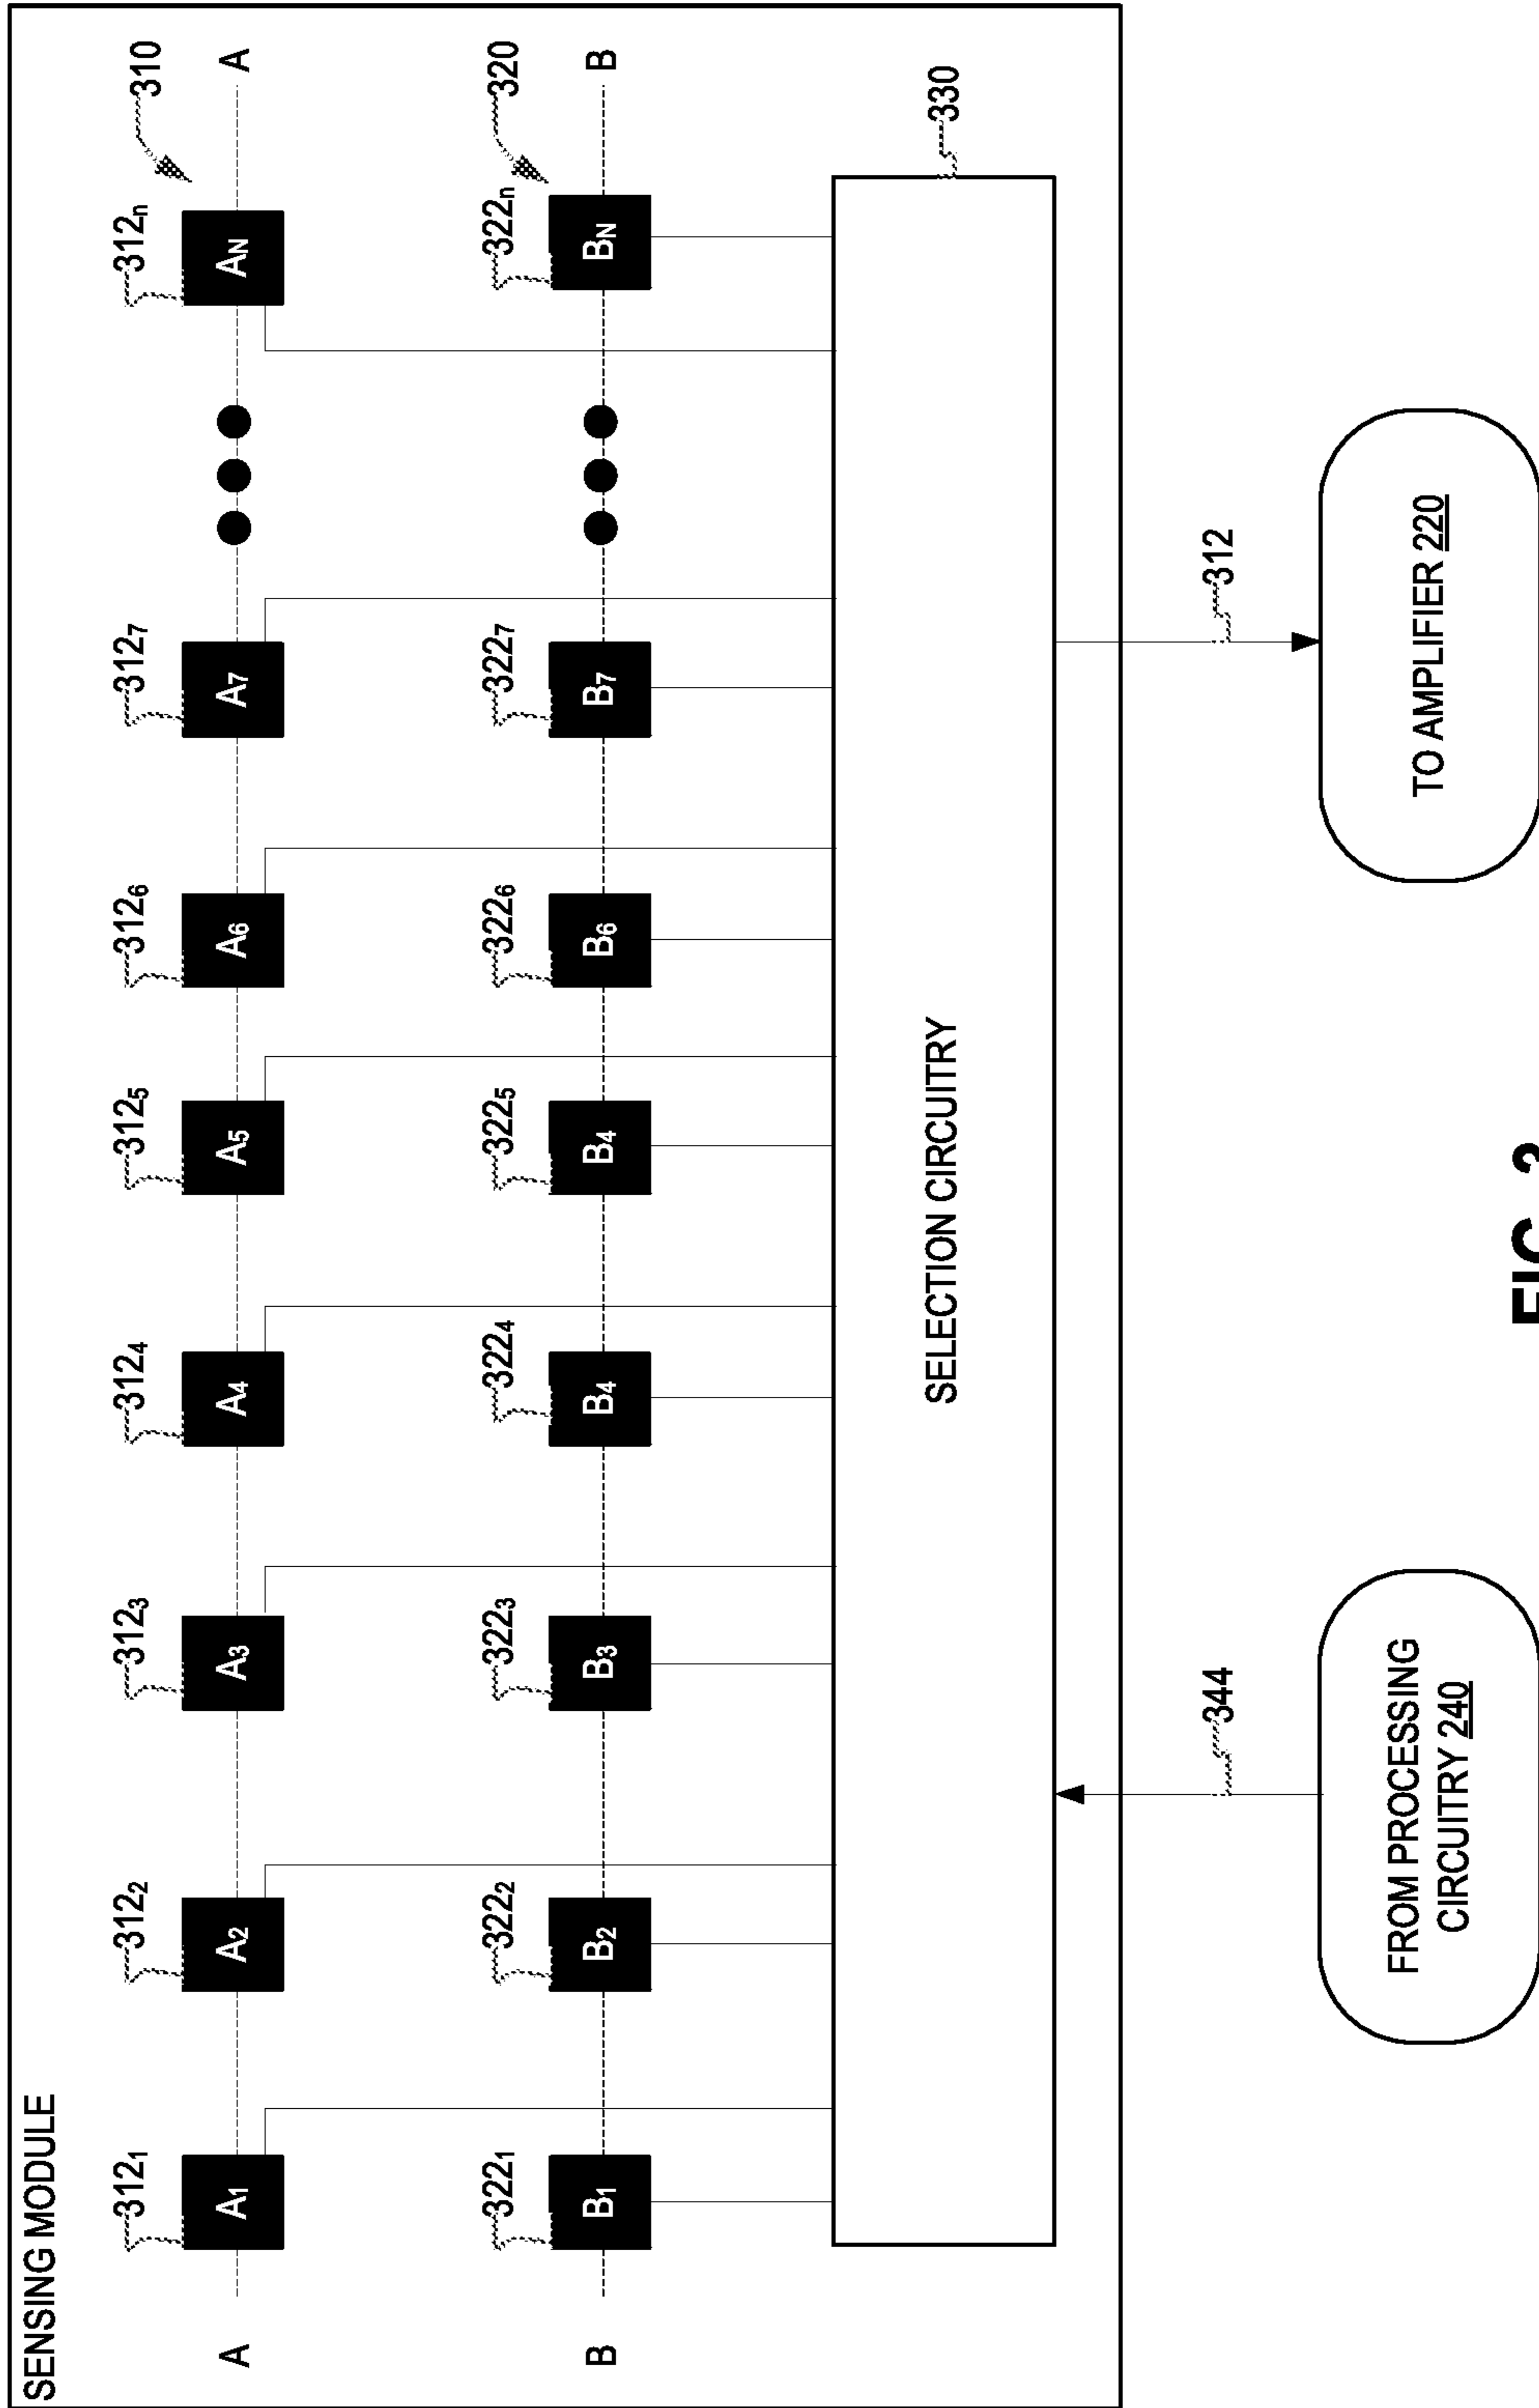 SENSING MODULE
310
312₁ 312₂ 312₃ 312₄ 312₅ 312₆ 312₇ 312ₙ
A A₁ A₂ A₃ A₄ A₅ A₆ A₇ A_N A
320
322₁ 322₂ 322₃ 322₄ 322₅ 322₆ 322₇ 322ₙ
B B₁ B₂ B₃ B₄ B₄ B₆ B₇ B_N B
330
SELECTION CIRCUITRY
344
312
FROM PROCESSING
CIRCUITRY 240
TO AMPLIFIER 220